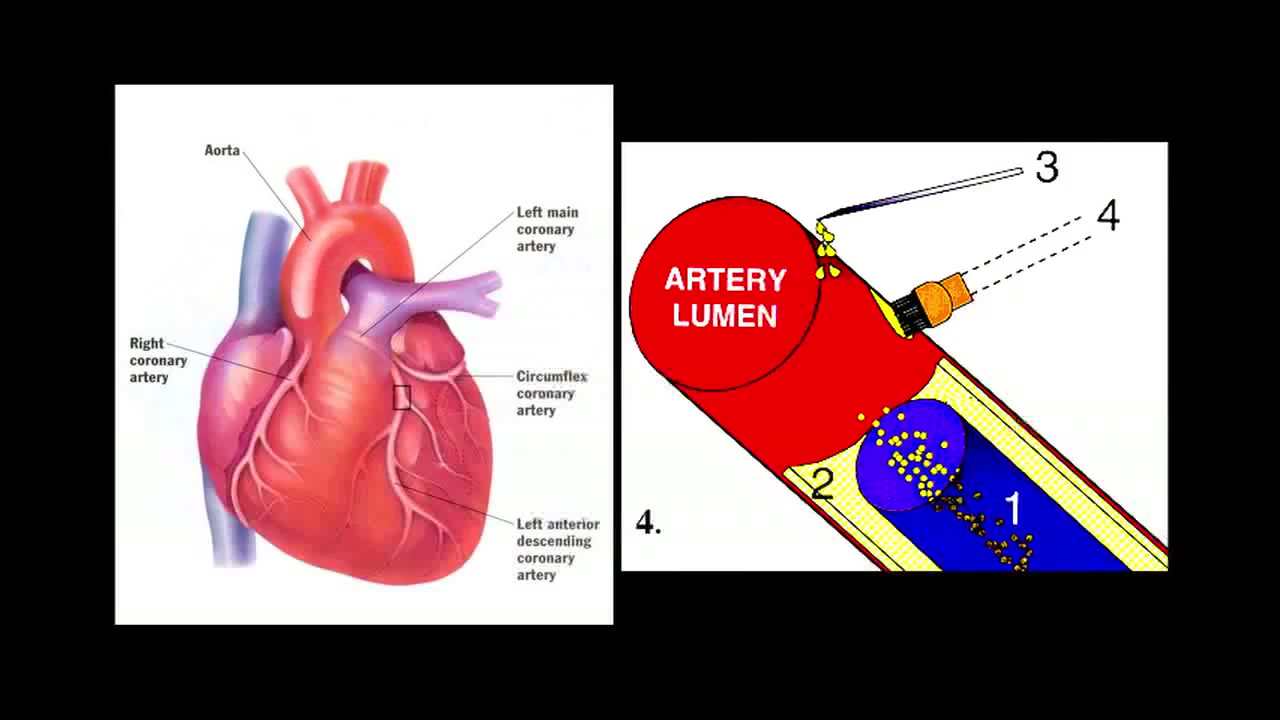 Aorta
Left main
coronary
artery
Right
coronary
artery
Circumflex
coronary
artery
Left anterior
descending
coronary
artery
3
4
ARTERY
LUMEN
2
1
4.